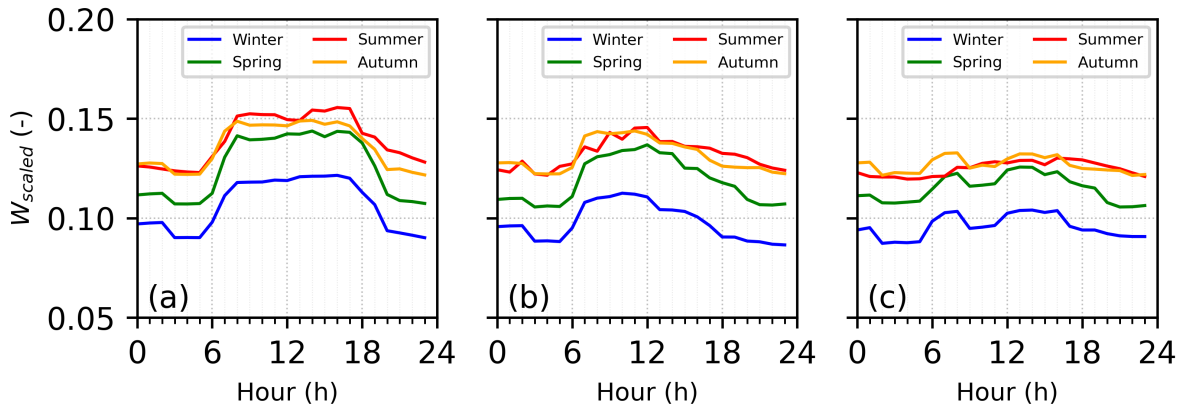 0.20
0.15
0.10
0.05
W_scaled (-)
Winter Summer
Spring Autumn
(a)
0 6 12 18 24
Hour (h)
Winter Summer
Spring Autumn
(b)
0 6 12 18 24
Hour (h)
Winter Summer
Spring Autumn
(c)
0 6 12 18 24
Hour (h)